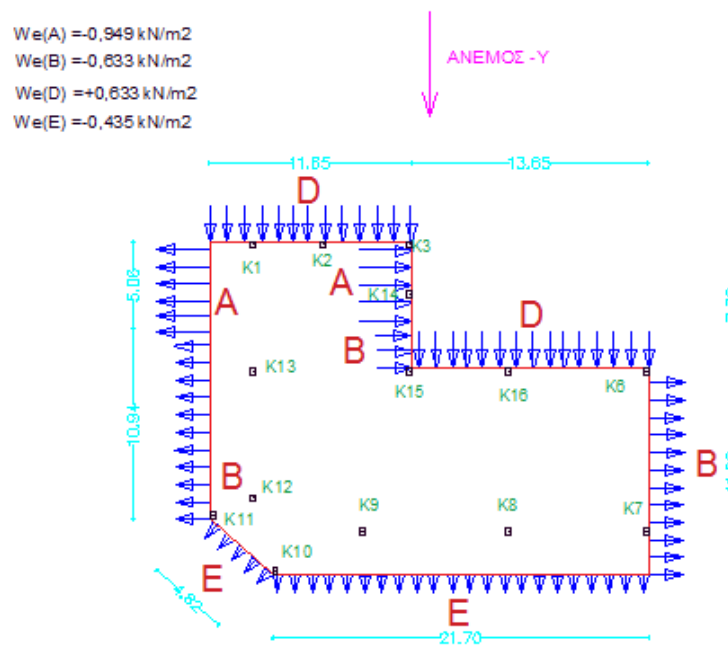 We(A) =-0,949 kN/m2
We(B) =-0,633 kN/m2
We(D) =+0,633 kN/m2
We(E) =-0,435 kN/m2
ΑΝΕΜΟΣ -Υ
11.85
13.65
D
K1
K2
K3
5.06
A
A
K14
B
D
K13
K15
K16
K6
10.94
B
K12
B
K11
K9
K8
K7
K10
E
4.82
E
21.70